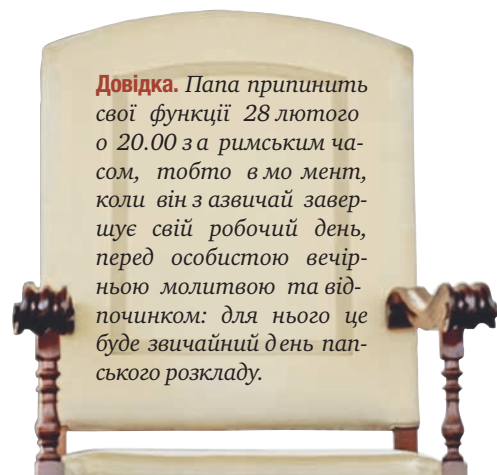 Довідка. Папа припинить
свої функції 28 лютого
о 20.00 за римським ча-
сом, тобто в мо мент,
коли він з азвичай завер-
шує свій робочий день,
перед особистою вечір-
ньою молитвою та від-
починком: для нього це
буде звичайний день пап-
ського розкладу.